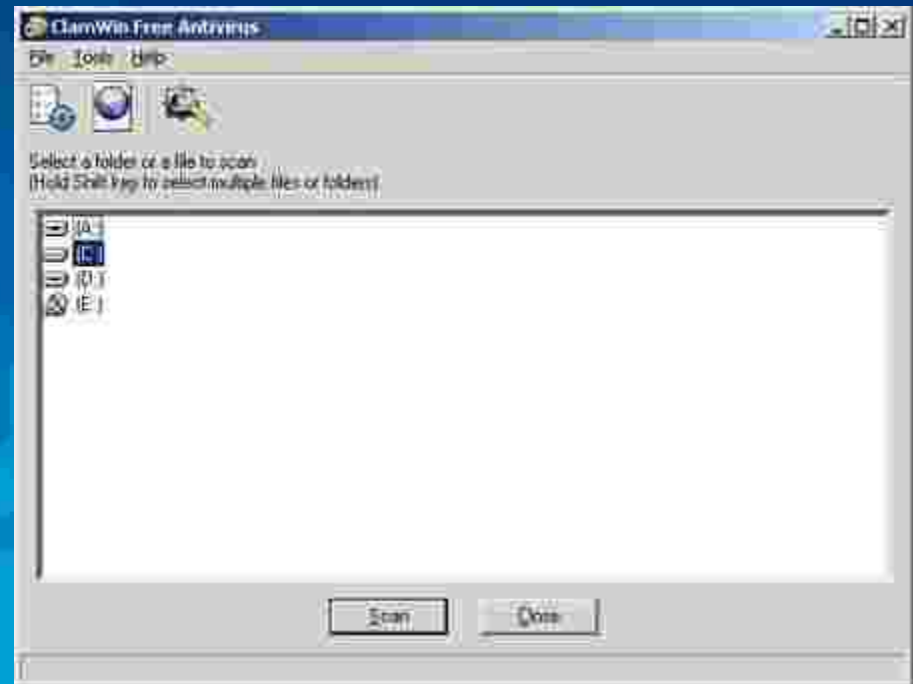 ClamWin Free Antivirus
File Tools Help
Select a folder or a file to scan
(Hold Shift key to select multiple files or folders)
(A:)
(C:)
(D:)
(E:)
Scan Close